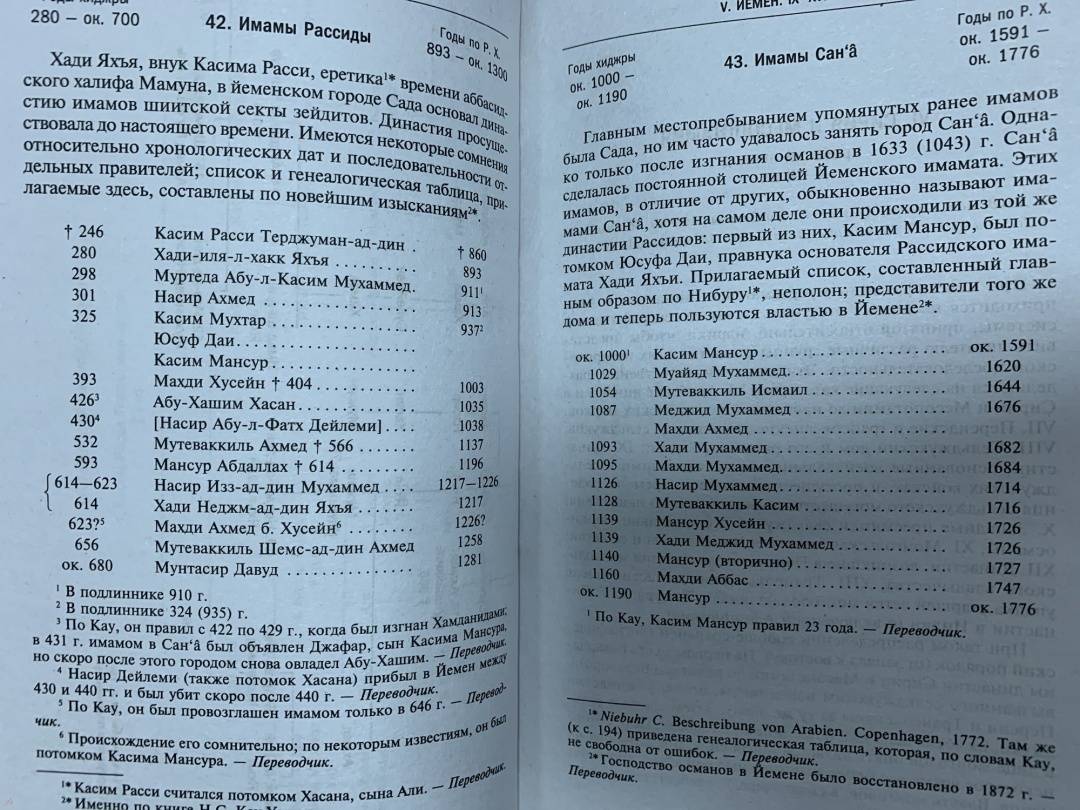 Годы хиджры
280 – ок. 700
42. Имамы Рассиды
Годы по Р. Х.
893 – ок. 1300
Хади Яхъя, внук Касима Расси, еретика¹* времени аббасид-
ского халифа Мамуна, в йеменском городе Сада основал дина-
стию имамов шиитской секты зейдитов. Династия просуще-
ствовала до настоящего времени. Имеются некоторые сомнения
относительно хронологических дат и последовательности от-
дельных правителей; список и генеалогическая таблица, при-
лагаемые здесь, составлены по новейшим изысканиям²*.
† 246 Касим Расси Терджуман-ад-дин . † 860
280 Хади-иля-л-хакк Яхъя .......... 893
298 Муртеда Абу-л-Касим Мухаммед. 911¹
301 Насир Ахмед .................. 913
325 Касим Мухтар ................. 937²
Юсуф Даи......................
Касим Мансур..................
393 Махди Хусейн † 404............ 1003
426³ Абу-Хашим Хасан.............. 1035
430⁴ [Насир Абу-л-Фатх Дейлеми].... 1038
532 Мутеваккиль Ахмед † 566....... 1137
593 Мансур Абдаллах † 614......... 1196
614—623 Насир Изз-ад-дин Мухаммед .... 1217—1226
614 Хади Неджм-ад-дин Яхъя ....... 1217
623?⁵ Махди Ахмед б. Хусейн⁶ ........ 1226?
656 Мутеваккиль Шемс-ад-дин Ахмед 1258
ок. 680 Мунтасир Давуд ............... 1281
¹ В подлиннике 910 г.
² В подлиннике 324 (935) г.
³ По Кау, он правил с 422 по 429 г., когда был изгнан Хамданидами;
в 431 г. имамом в Сан‘â был объявлен Джафар, сын Касима Мансура,
но скоро после этого городом снова овладел Абу-Хашим. — Переводчик.
⁴ Насир Дейлеми (также потомок Хасана) прибыл в Йемен между
430 и 440 гг. и был убит скоро после 440 г. — Переводчик.
⁵ По Кау, он был провозглашен имамом только в 646 г. — Перевод-
чик.
⁶ Происхождение его сомнительно; по некоторым известиям, он был
потомком Касима Мансура. — Переводчик.
¹* Касим Расси считался потомком Хасана, сына Али. — Переводчик.
²* Именно по книге
V. ЙЕМЕН.
Годы хиджры
ок. 1000 –
ок. 1190
43. Имамы Сан‘â
Годы по Р. Х.
ок. 1591 –
ок. 1776
Главным местопребыванием упомянутых ранее имамов
была Сада, но им часто удавалось занять город Сан‘â. Одна-
ко только после изгнания османов в 1633 (1043) г. Сан‘â
сделалась постоянной столицей Йеменского имамата. Этих
имамов, в отличие от других, обыкновенно называют има-
мами Сан‘â, хотя на самом деле они происходили из той же
династии Рассидов: первый из них, Касим Мансур, был по-
томком Юсуфа Даи, правнука основателя Рассидского има-
мата Хади Яхъи. Прилагаемый список, составленный глав-
ным образом по Нибуру¹*, неполон; представители того же
дома и теперь пользуются властью в Йемене²*.
ок. 1000¹ Касим Мансур................. ок. 1591
1029 Муайяд Мухаммед.............. 1620
1054 Мутеваккиль Исмаил ........... 1644
1087 Меджид Мухаммед ............. 1676
Махди Ахмед ..................
1093 Хади Мухаммед ................ 1682
1095 Махди Мухаммед............... 1684
1126 Насир Мухаммед............... 1714
1128 Мутеваккиль Касим ............ 1716
1139 Мансур Хусейн ................ 1726
1139 Хади Меджид Мухаммед ........ 1726
1140 Мансур (вторично) ............. 1727
1160 Махди Аббас .................. 1747
ок. 1190 Мансур ....................... ок. 1776
¹ По Кау, Касим Мансур правил 23 года. — Переводчик.
¹* Niebuhr C. Beschreibung von Arabien. Copenhagen, 1772. Там же
(к с. 194) приведена генеалогическая таблица, которая, по словам Кау,
не свободна от ошибок. — Переводчик.
²* Господство османов в Йемене было восстановлено в 1872 г. —
Переводчик.